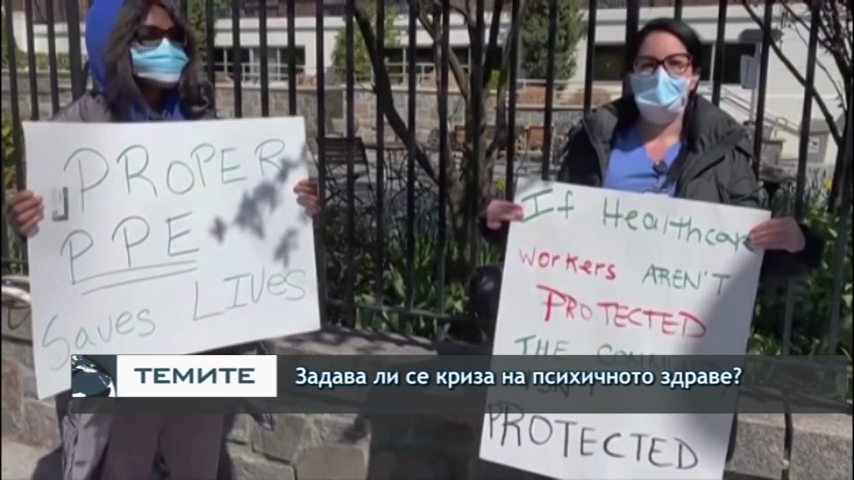 PROPER
PPE
Saves Lives
If Healthcare
workers AREN'T
PROTECTED
THE
PROTECTED
ТЕМИТЕ
Задава ли се криза на психичното здраве?